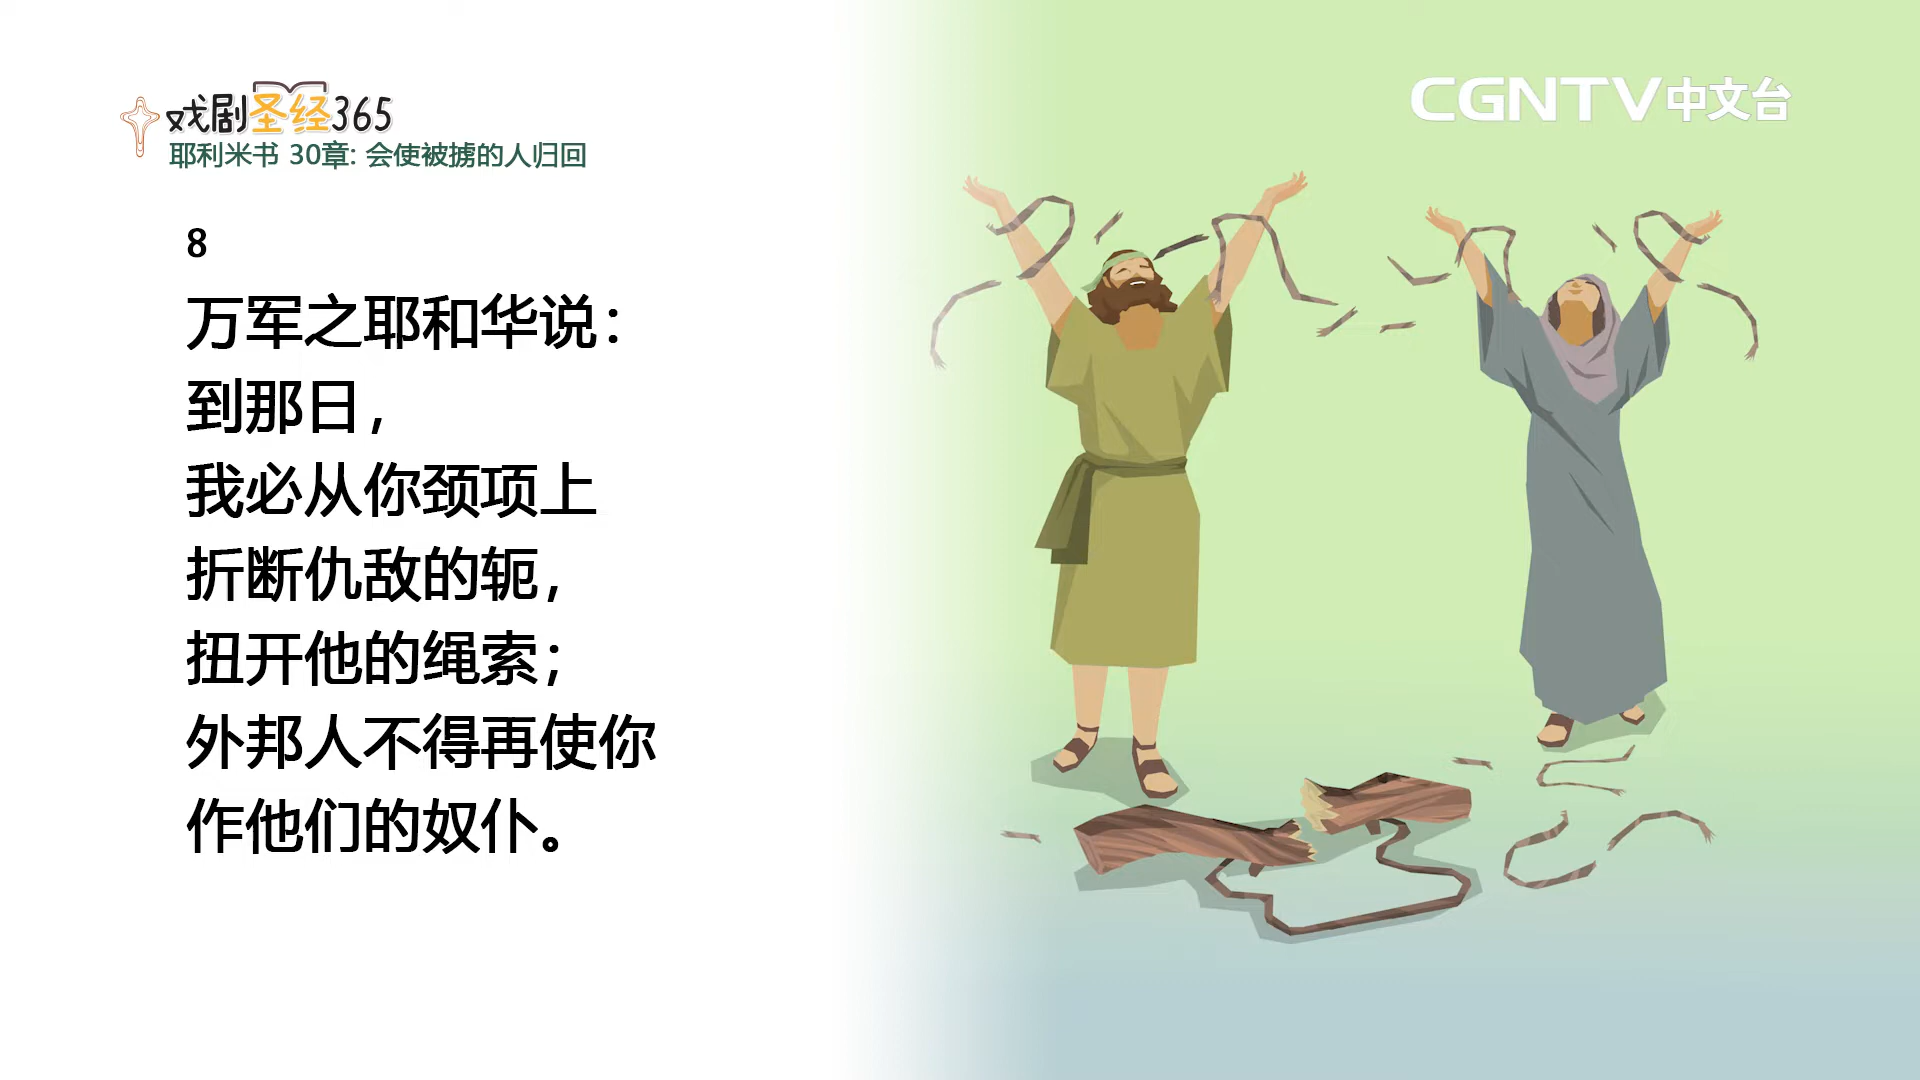 戏剧圣经365
CGNTV中文台
耶利米书 30章: 会使被掳的人归回
8
万军之耶和华说：
到那日，
我必从你颈项上
折断仇敌的轭，
扭开他的绳索；
外邦人不得再使你
作他们的奴仆。